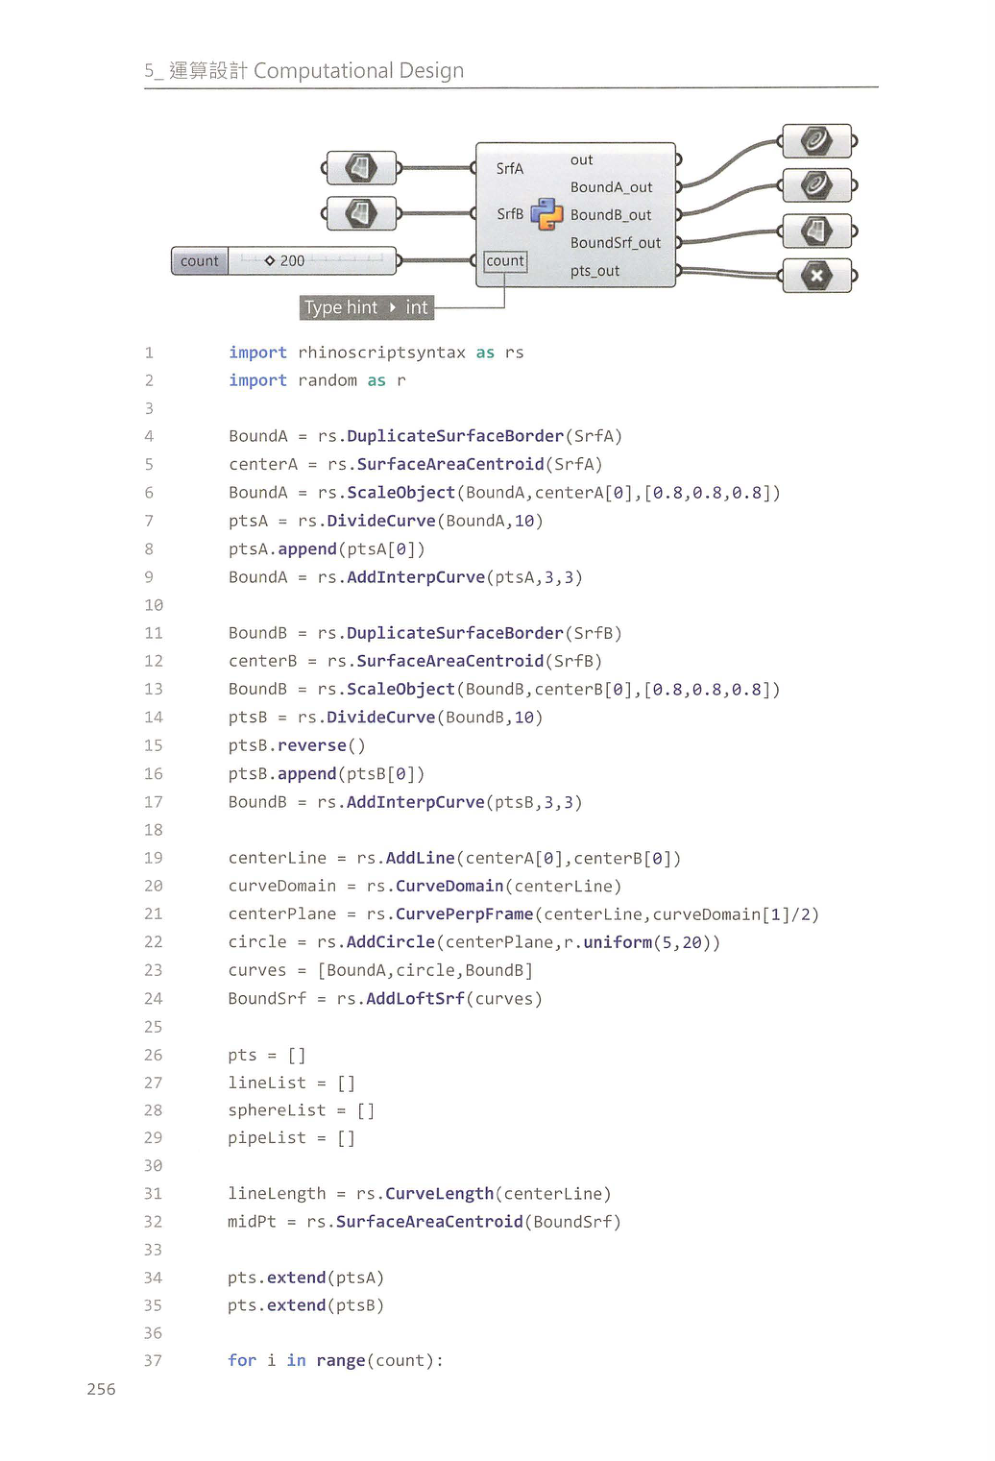 5_ 運算設計 Computational Design
SrfA
SrfB
count
out
BoundA_out
BoundB_out
BoundSrf_out
pts_out
count 200
Type hint ▸ int
1 import rhinoscriptsyntax as rs
2 import random as r
3
4 BoundA = rs.DuplicateSurfaceBorder(SrfA)
5 centerA = rs.SurfaceAreaCentroid(SrfA)
6 BoundA = rs.ScaleObject(BoundA,centerA[0],[0.8,0.8,0.8])
7 ptsA = rs.DivideCurve(BoundA,10)
8 ptsA.append(ptsA[0])
9 BoundA = rs.AddInterpCurve(ptsA,3,3)
10
11 BoundB = rs.DuplicateSurfaceBorder(SrfB)
12 centerB = rs.SurfaceAreaCentroid(SrfB)
13 BoundB = rs.ScaleObject(BoundB,centerB[0],[0.8,0.8,0.8])
14 ptsB = rs.DivideCurve(BoundB,10)
15 ptsB.reverse()
16 ptsB.append(ptsB[0])
17 BoundB = rs.AddInterpCurve(ptsB,3,3)
18
19 centerLine = rs.AddLine(centerA[0],centerB[0])
20 curveDomain = rs.CurveDomain(centerLine)
21 centerPlane = rs.CurvePerpFrame(centerLine,curveDomain[1]/2)
22 circle = rs.AddCircle(centerPlane,r.uniform(5,20))
23 curves = [BoundA,circle,BoundB]
24 BoundSrf = rs.AddLoftSrf(curves)
25
26 pts = []
27 lineList = []
28 sphereList = []
29 pipeList = []
30
31 lineLength = rs.CurveLength(centerLine)
32 midPt = rs.SurfaceAreaCentroid(BoundSrf)
33
34 pts.extend(ptsA)
35 pts.extend(ptsB)
36
37 for i in range(count):
256